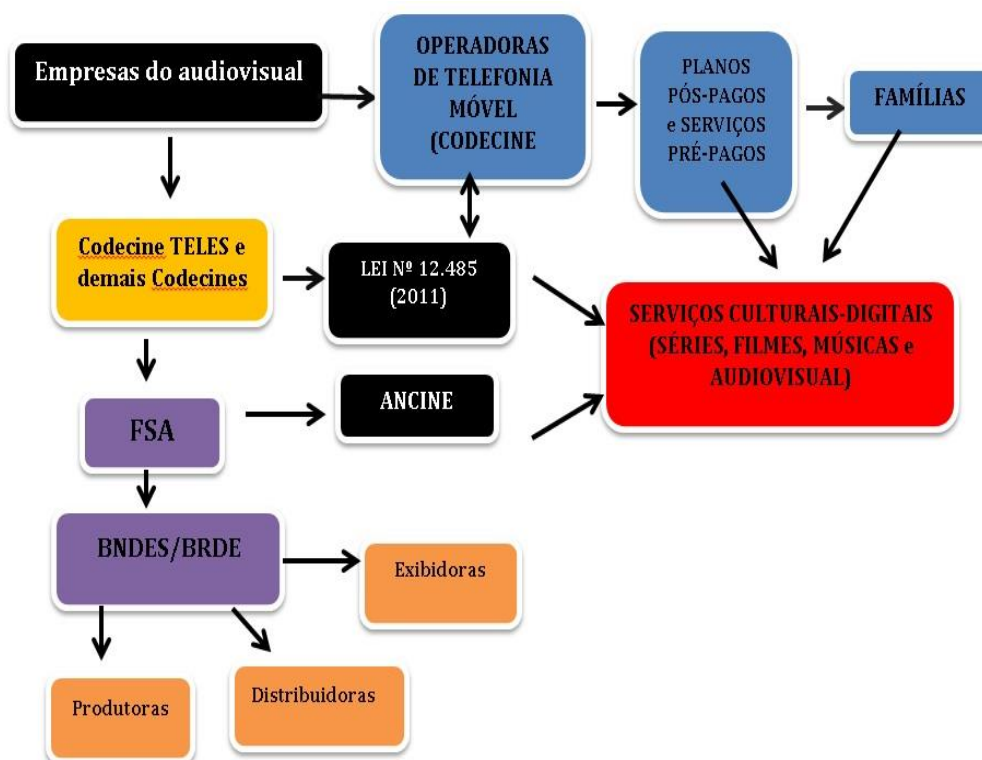 Empresas do audiovisual
OPERADORAS
DE TELEFONIA
MÓVEL
(CODECINE
PLANOS
PÓS-PAGOS
e SERVIÇOS
PRÉ-PAGOS
FAMÍLIAS
Codecine TELES e
demais Codecines
LEI Nº 12.485
(2011)
SERVIÇOS CULTURAIS-DIGITAIS
(SÉRIES, FILMES, MÚSICAS e
AUDIOVISUAL)
FSA
ANCINE
BNDES/BRDE
Exibidoras
Produtoras
Distribuidoras